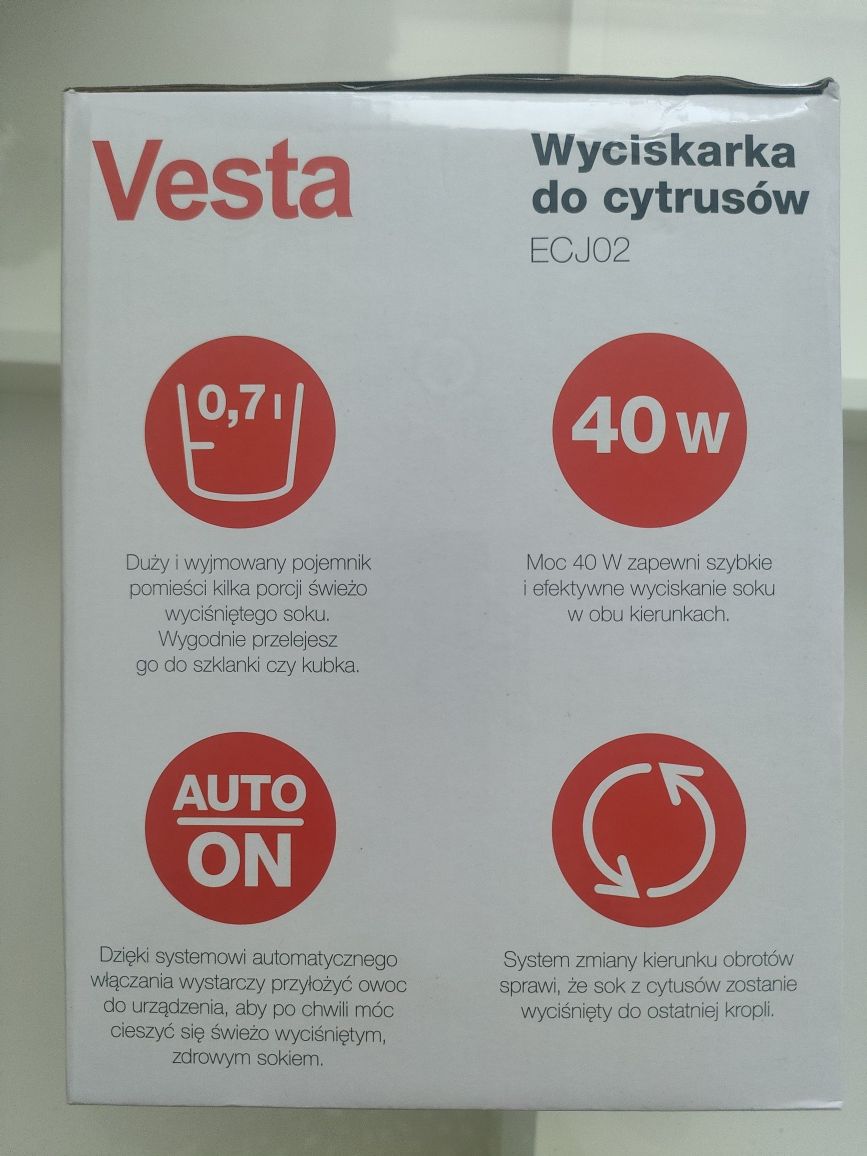 Vesta
Wyciskarka
do cytrusów
ECJ02
0,7 l
40 W
Duży i wyjmowany pojemnik
pomieści kilka porcji świeżo
wyciśniętego soku.
Wygodnie przelejesz
go do szklanki czy kubka.
Moc 40 W zapewni szybkie
i efektywne wyciskanie soku
w obu kierunkach.
AUTO
ON
Dzięki systemowi automatycznego
włączania wystarczy przyłożyć owoc
do urządzenia, aby po chwili móc
cieszyć się świeżo wyciśniętym,
zdrowym sokiem.
System zmiany kierunku obrotów
sprawi, że sok z cytusów zostanie
wyciśnięty do ostatniej kropli.